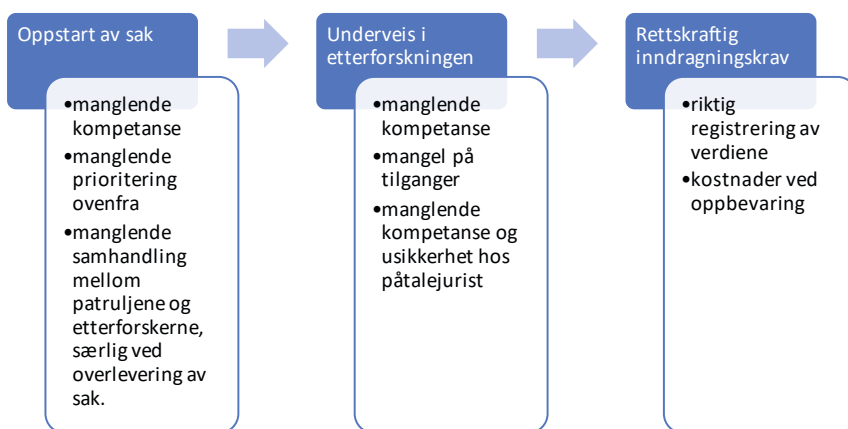 Oppstart av sak
•manglende
kompetanse
•manglende
prioritering
ovenfra
•manglende
samhandling
mellom
patruljene og
etterforskerne,
særlig ved
overlevering av
sak.
Underveis i
etterforskningen
•manglende
kompetanse
•mangel på
tilganger
•manglende
kompetanse og
usikkerhet hos
påtalejurist
Rettskraftig
inndragningskrav
•riktig
registrering av
verdiene
•kostnader ved
oppbevaring